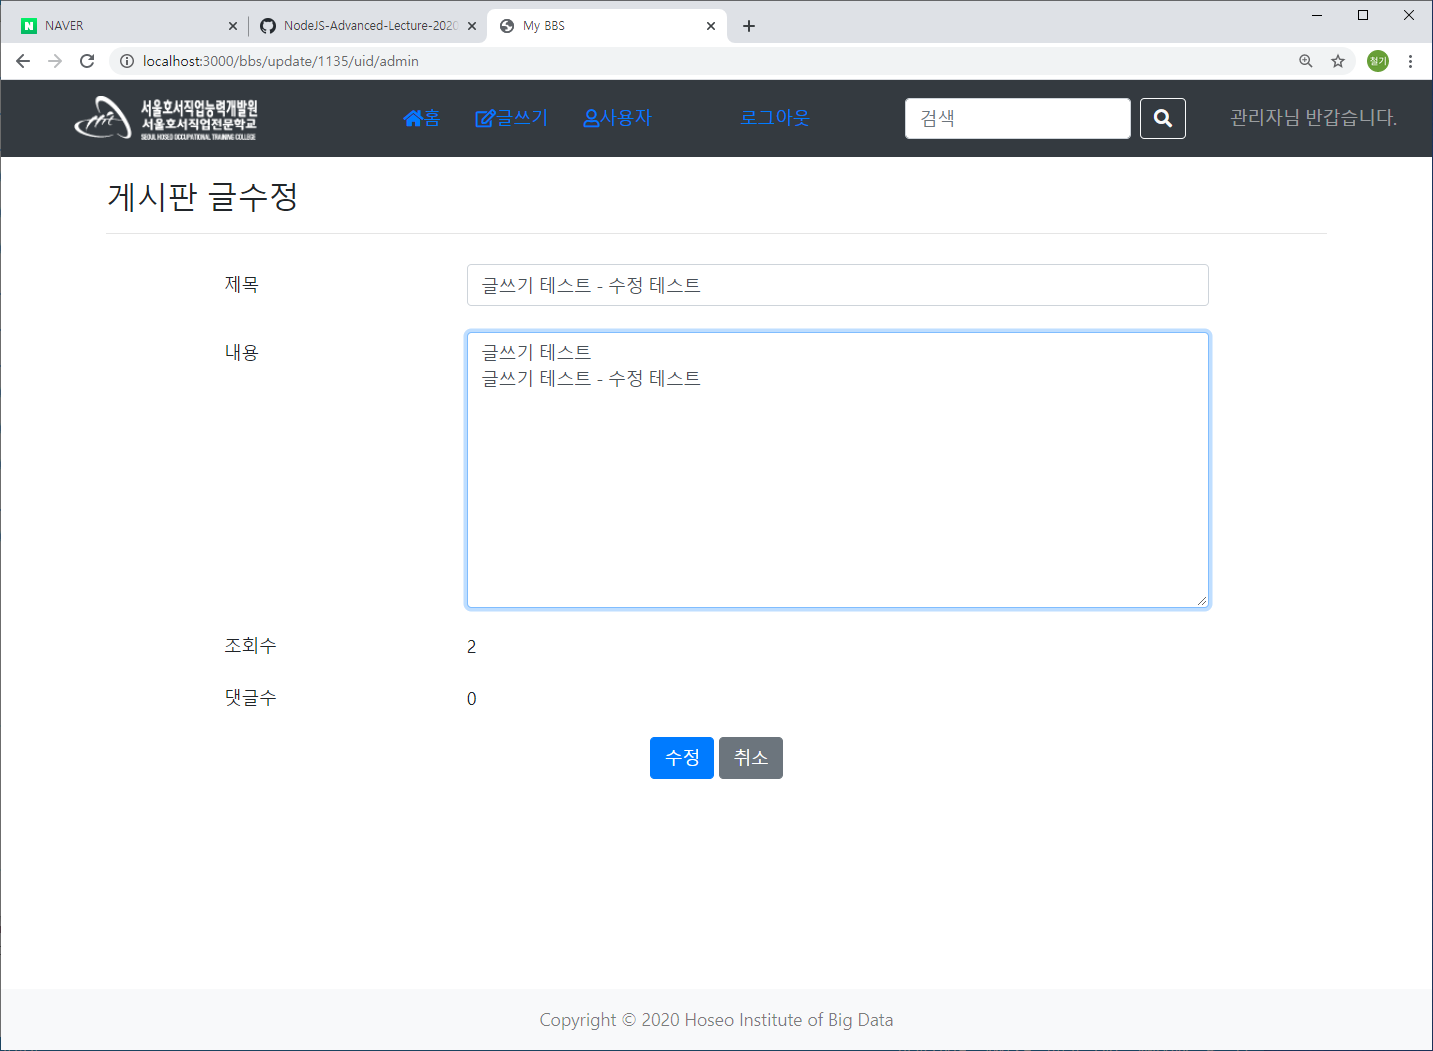 NAVER
NodeJS-Advanced-Lecture-2020
My BBS
localhost:3000/bbs/update/1135/uid/admin
철기
서울호서직업능력개발원
서울호서직업전문학교
SEOUL HOSEO OCCUPATIONAL TRAINING COLLEGE
홈 글쓰기 사용자 로그아웃 검색 관리자님 반갑습니다.
게시판 글수정
제목 글쓰기 테스트 - 수정 테스트
내용 글쓰기 테스트
글쓰기 테스트 - 수정 테스트
조회수 2
댓글수 0
수정 취소
Copyright © 2020 Hoseo Institute of Big Data